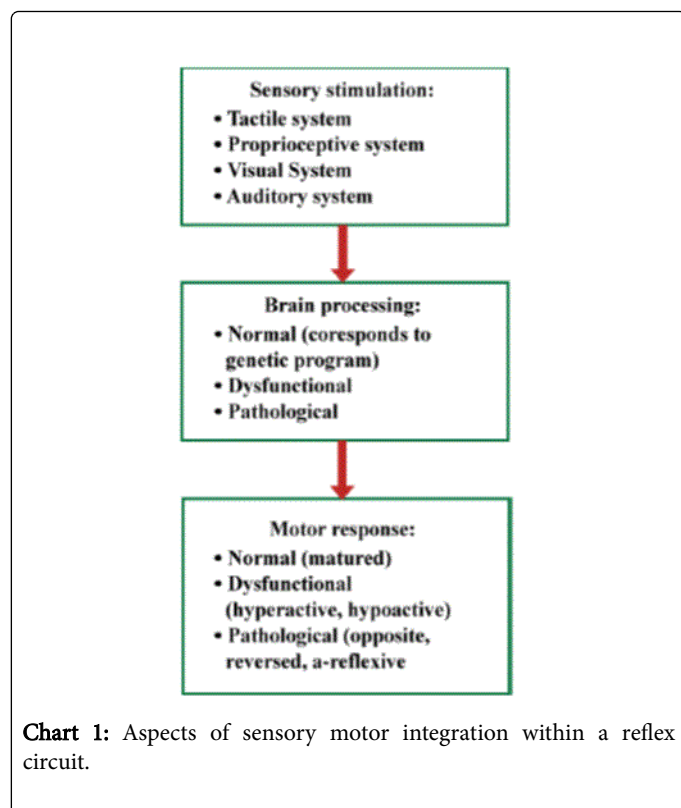 Sensory stimulation:
• Tactile system
• Proprioceptive system
• Visual System
• Auditory system
Brain processing:
• Normal (coresponds to
genetic program)
• Dysfunctional
• Pathological
Motor response:
• Normal (matured)
• Dysfunctional
(hyperactive, hypoactive)
• Pathological (opposite,
reversed, a-reflexive
Chart 1: Aspects of sensory motor integration within a reflex
circuit.